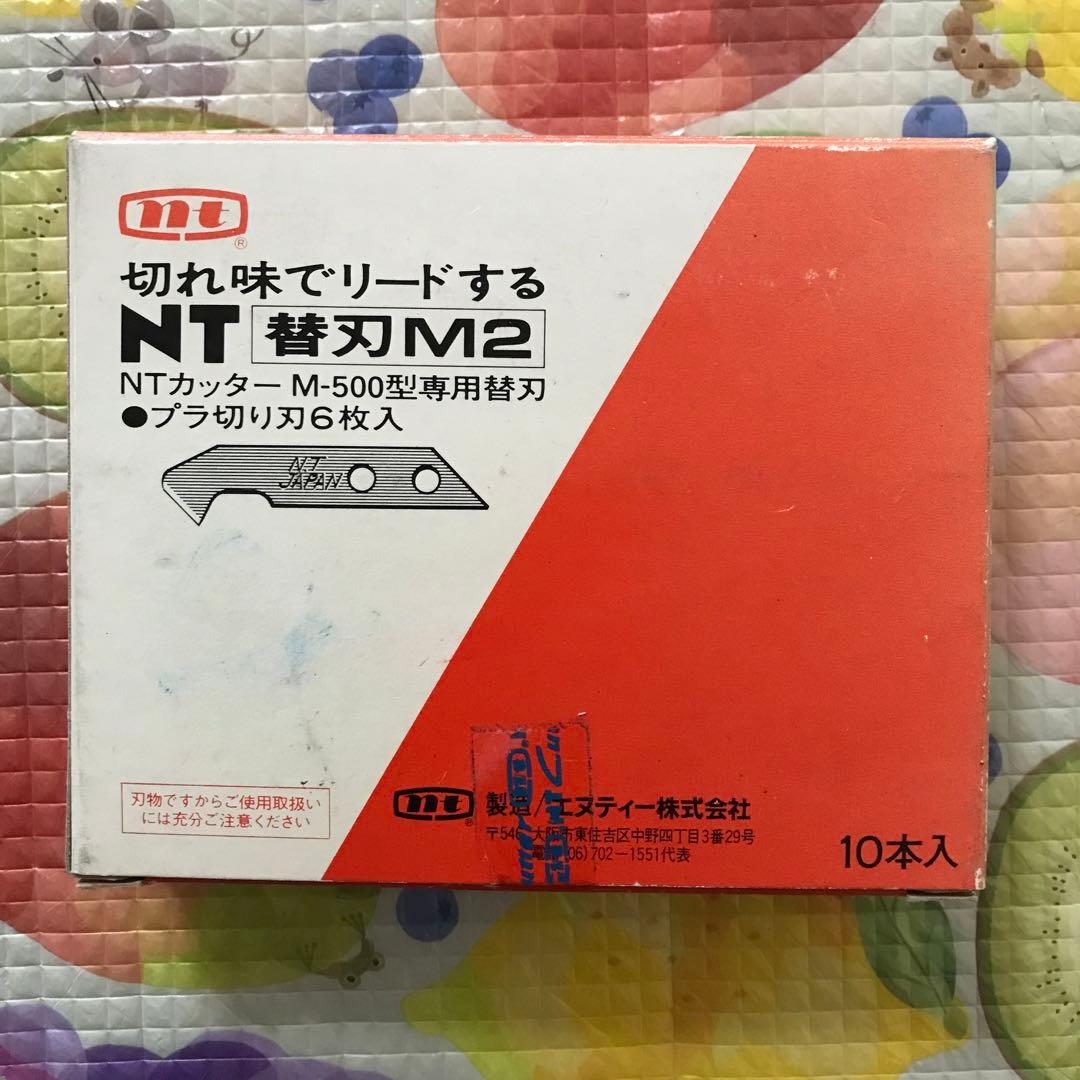 nt ®
切れ味でリードする
NT 替刃M2
NTカッター M-500型専用替刃
●プラ切り刃6枚入
N.T.
JAPAN
刃物ですからご使用取扱い
には充分ご注意ください
nt ® 製造/エヌティー株式会社
〒546 大阪市東住吉区中野四丁目3番29号
電話(06)702-1551代表
10本入